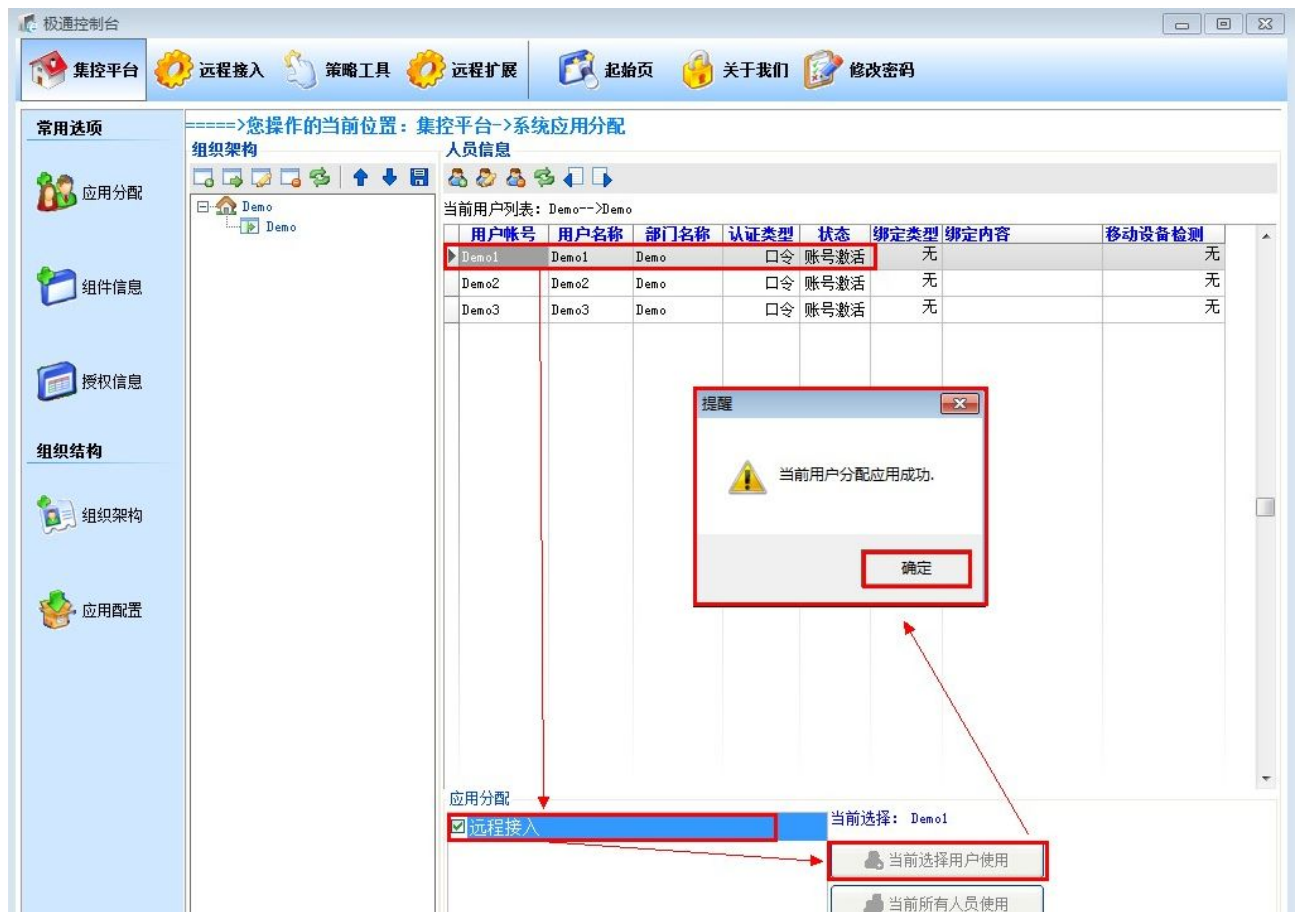 极通控制台
集控平台 远程接入 策略工具 远程扩展 起始页 关于我们 修改密码
常用选项
应用分配
组件信息
授权信息
组织结构
组织架构
应用配置
=====>您操作的当前位置：集控平台->系统应用分配
组织架构
Demo
Demo
人员信息
当前用户列表：Demo-->Demo
用户帐号 用户名称 部门名称 认证类型 状态 绑定类型 绑定内容 移动设备检测
Demo1 Demo1 Demo 口令 账号激活 无 无
Demo2 Demo2 Demo 口令 账号激活 无 无
Demo3 Demo3 Demo 口令 账号激活 无 无
提醒
当前用户分配应用成功.
确定
应用分配
远程接入
当前选择：Demo1
当前选择用户使用
当前所有人员使用